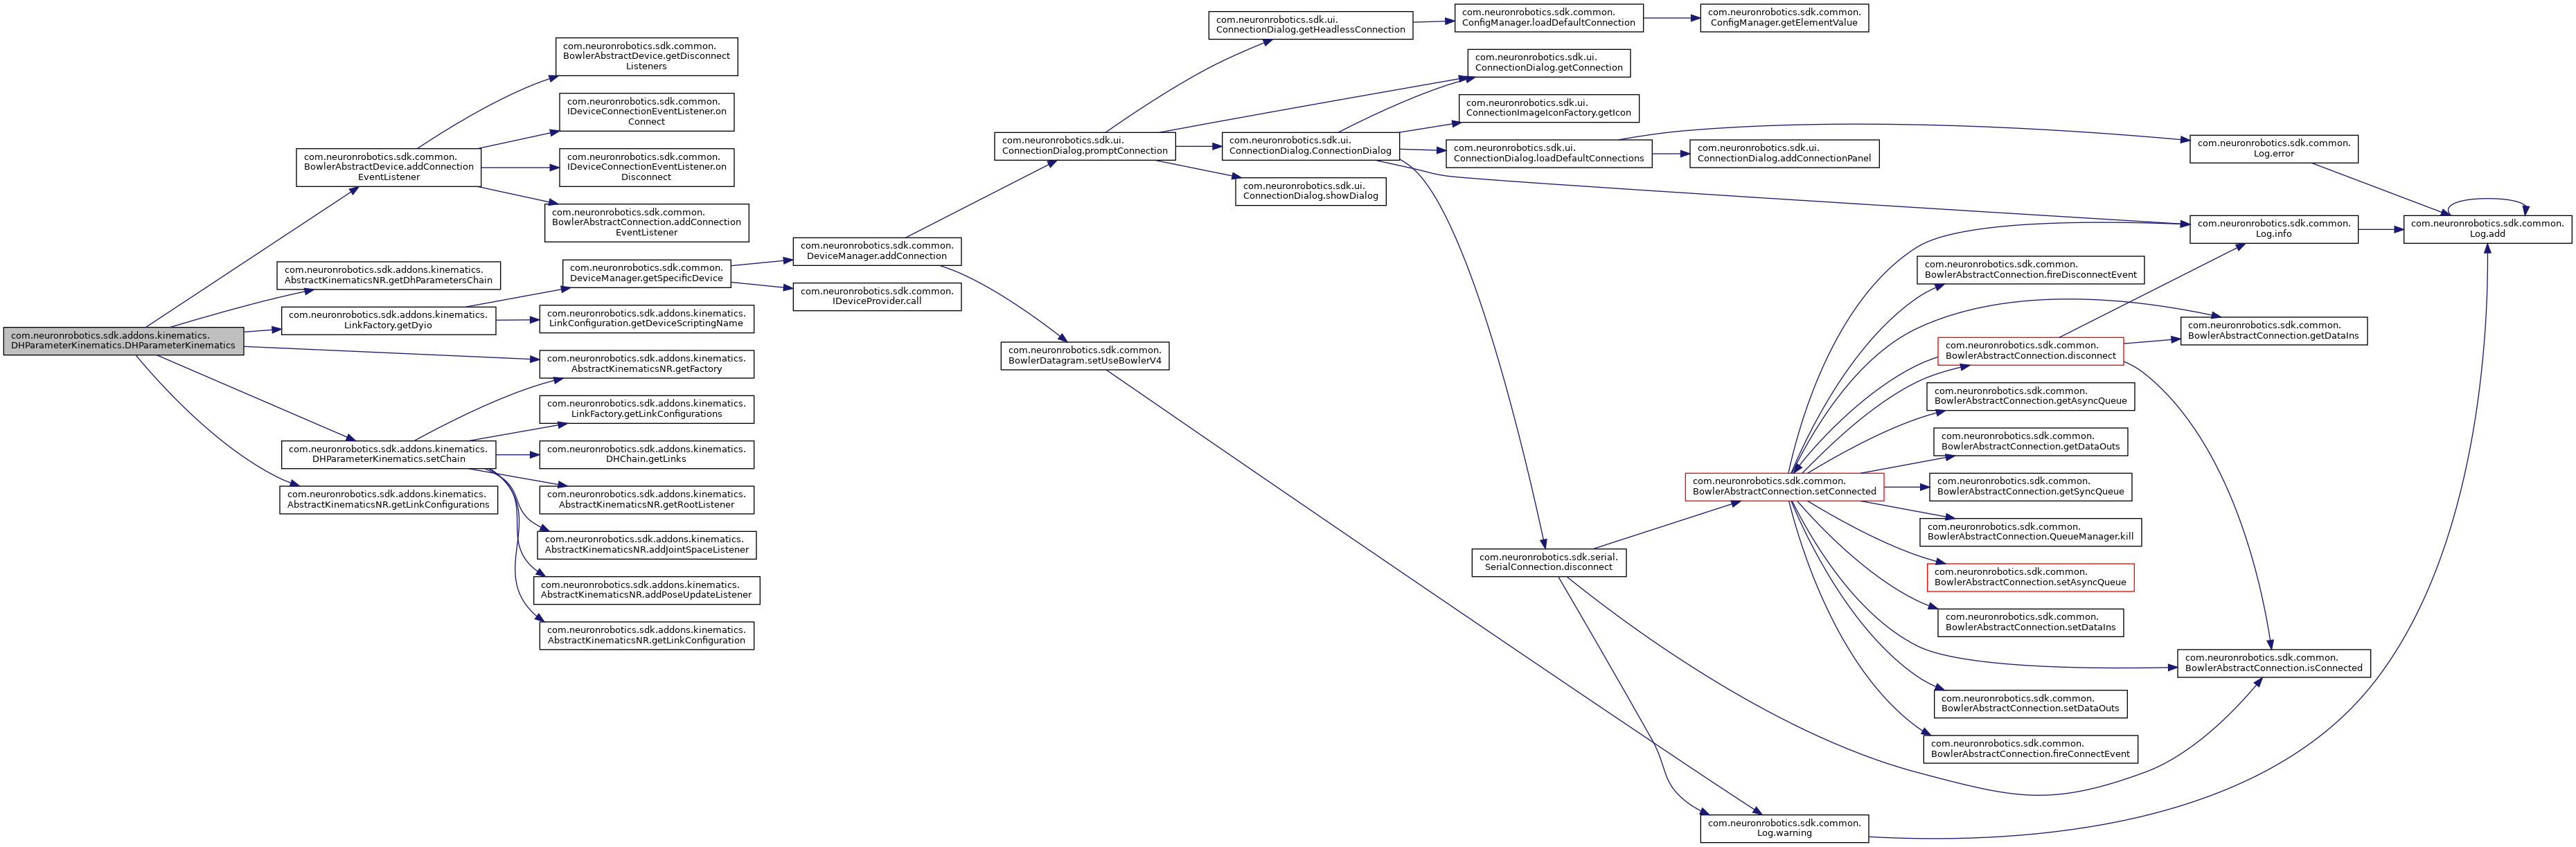 com.neuronrobotics.sdk.addons.kinematics.
DHParameterKinematics.DHParameterKinematics
com.neuronrobotics.sdk.common.
BowlerAbstractDevice.addConnection
EventListener
com.neuronrobotics.sdk.addons.kinematics.
AbstractKinematicsNR.getDhParametersChain
com.neuronrobotics.sdk.addons.kinematics.
LinkFactory.getDyio
com.neuronrobotics.sdk.addons.kinematics.
DHParameterKinematics.setChain
com.neuronrobotics.sdk.addons.kinematics.
AbstractKinematicsNR.getLinkConfigurations
com.neuronrobotics.sdk.common.
BowlerAbstractDevice.getDisconnect
Listeners
com.neuronrobotics.sdk.common.
IDeviceConnectionEventListener.on
Connect
com.neuronrobotics.sdk.common.
IDeviceConnectionEventListener.on
Disconnect
com.neuronrobotics.sdk.common.
BowlerAbstractConnection.addConnection
EventListener
com.neuronrobotics.sdk.common.
DeviceManager.getSpecificDevice
com.neuronrobotics.sdk.addons.kinematics.
LinkConfiguration.getDeviceScriptingName
com.neuronrobotics.sdk.addons.kinematics.
AbstractKinematicsNR.getFactory
com.neuronrobotics.sdk.addons.kinematics.
LinkFactory.getLinkConfigurations
com.neuronrobotics.sdk.addons.kinematics.
DHChain.getLinks
com.neuronrobotics.sdk.addons.kinematics.
AbstractKinematicsNR.getRootListener
com.neuronrobotics.sdk.addons.kinematics.
AbstractKinematicsNR.addJointSpaceListener
com.neuronrobotics.sdk.addons.kinematics.
AbstractKinematicsNR.addPoseUpdateListener
com.neuronrobotics.sdk.addons.kinematics.
AbstractKinematicsNR.getLinkConfiguration
com.neuronrobotics.sdk.common.
DeviceManager.addConnection
com.neuronrobotics.sdk.common.
IDeviceProvider.call
com.neuronrobotics.sdk.ui.
ConnectionDialog.promptConnection
com.neuronrobotics.sdk.common.
BowlerDatagram.setUseBowlerV4
com.neuronrobotics.sdk.ui.
ConnectionDialog.getHeadlessConnection
com.neuronrobotics.sdk.ui.
ConnectionDialog.ConnectionDialog
com.neuronrobotics.sdk.ui.
ConnectionDialog.showDialog
com.neuronrobotics.sdk.common.
ConfigManager.loadDefaultConnection
com.neuronrobotics.sdk.ui.
ConnectionDialog.getConnection
com.neuronrobotics.sdk.ui.
ConnectionImageIconFactory.getIcon
com.neuronrobotics.sdk.ui.
ConnectionDialog.loadDefaultConnections
com.neuronrobotics.sdk.serial.
SerialConnection.disconnect
com.neuronrobotics.sdk.common.
ConfigManager.getElementValue
com.neuronrobotics.sdk.ui.
ConnectionDialog.addConnectionPanel
com.neuronrobotics.sdk.common.
BowlerAbstractConnection.setConnected
com.neuronrobotics.sdk.common.
Log.warning
com.neuronrobotics.sdk.common.
BowlerAbstractConnection.fireDisconnectEvent
com.neuronrobotics.sdk.common.
BowlerAbstractConnection.disconnect
com.neuronrobotics.sdk.common.
BowlerAbstractConnection.getAsyncQueue
com.neuronrobotics.sdk.common.
BowlerAbstractConnection.getDataOuts
com.neuronrobotics.sdk.common.
BowlerAbstractConnection.getSyncQueue
com.neuronrobotics.sdk.common.
BowlerAbstractConnection.QueueManager.kill
com.neuronrobotics.sdk.common.
BowlerAbstractConnection.setAsyncQueue
com.neuronrobotics.sdk.common.
BowlerAbstractConnection.setDataIns
com.neuronrobotics.sdk.common.
BowlerAbstractConnection.setDataOuts
com.neuronrobotics.sdk.common.
BowlerAbstractConnection.fireConnectEvent
com.neuronrobotics.sdk.common.
Log.error
com.neuronrobotics.sdk.common.
Log.info
com.neuronrobotics.sdk.common.
BowlerAbstractConnection.getDataIns
com.neuronrobotics.sdk.common.
BowlerAbstractConnection.isConnected
com.neuronrobotics.sdk.common.
Log.add